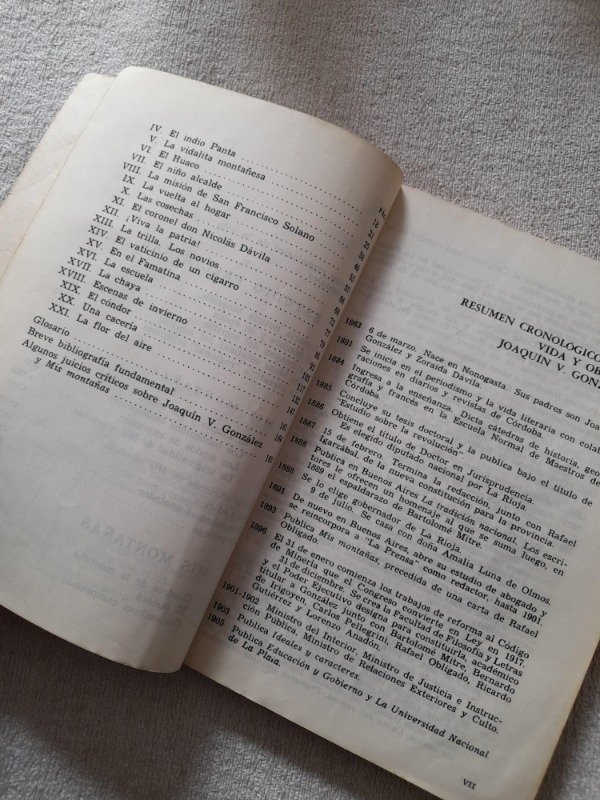 IV. El indio Panta
V. La vidalita montañesa
VI. El Huaco
VII. El niño alcalde
VIII. La misión de San Francisco Solano
IX. La vuelta al hogar
X. Las cosechas
XI. El coronel don Nicolás Dávila
XII. ¡Viva la patria!
XIII. La trilla. Los novios
XIV. El vaticinio de un cigarro
XV. En el Famatina
XVI. La escuela
XVII. La chaya
XVIII. Escenas de invierno
XIX. El cóndor
XX. Una cacería
XXI. La flor del aire
Glosario
Breve bibliografía fundamental
Algunos juicios críticos sobre Joaquín V. González
y Mis montañas
RESUMEN CRONOLÓGICO
VIDA Y
JOAQUÍN V.
1863 6 de marzo. Nace en Nonogasta. Sus padres son
González y Zoraida Dávila.
1881 Se inicia en el periodismo y la vida literaria con
raciones en diarios y revistas de Córdoba.
1884 Ingresa a la enseñanza. Dicta cátedras de historia,
grafía y francés en la Escuela Normal de Maestros de
Córdoba.
1885 Concluye su tesis doctoral y la publica bajo el título de
"Estudio sobre la revolución".
1886 Obtiene el título de Doctor en Jurisprudencia.
Es elegido diputado nacional por La Rioja.
1887 15 de febrero. Termina la redacción, junto con Rafael
Igarzábal, de la nueva constitución para la provincia.
1888 Publica en Buenos Aires La tradición nacional. Los escri-
tores le ofrecen un homenaje al que se suma luego, en
1889 el espaldarazo de Bartolomé Mitre.
Se lo elige gobernador de La Rioja.
9 de julio. Se casa con doña Amalia Luna de Olmos.
1891 De nuevo en Buenos Aires, abre su estudio de abogado y
se reincorpora a "La Prensa" como redactor, hasta 1901.
1893 Publica Mis montañas, precedida de una carta de Rafael
Obligado.
1896 El 31 de enero comienza los trabajos de reforma al Código
de Minería que el Congreso convierte en Ley en 1917.
31 de diciembre. Se crea la Facultad de Filosofía y Letras
y el Poder Ejecutivo designa para constituirla, académico
titular, a González junto con Bartolomé Mitre, Bernardo
de Irigoyen, Carlos Pellegrini, Rafael Obligado, Ricardo
Gutiérrez y Lorenzo Anadón.
1901-1902 Ministro del Interior. Ministro de Justicia e Instruc-
ción Pública. Ministro de Relaciones Exteriores y Culto.
1903 Publica Ideales y caracteres.
1905 Publica Educación y Gobierno y La Universidad Nacional
de La Plata.
VII